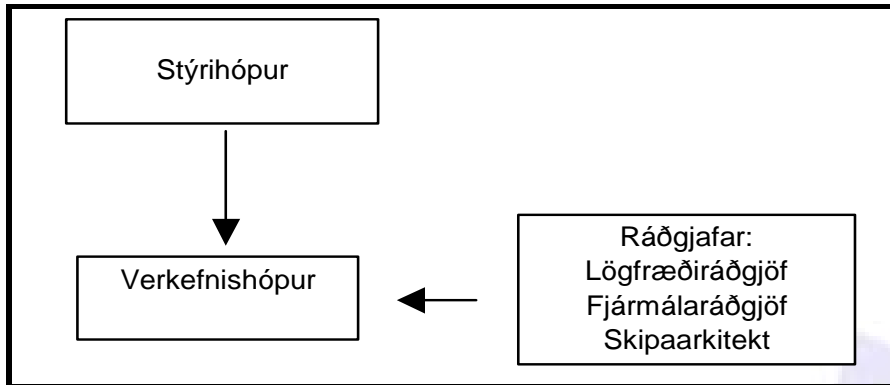 Stýrihópur
Verkefnishópur
Ráðgjafar:
Lögfræðiráðgjöf
Fjármálaráðgjöf
Skipaarkitekt